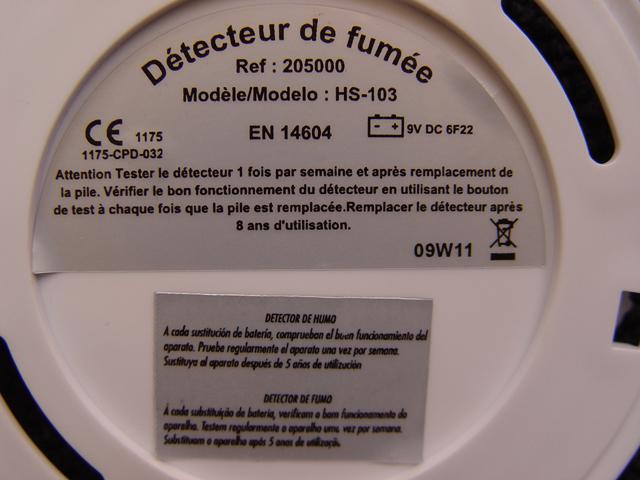 Détecteur de fumée
Ref : 205000
Modèle/Modelo : HS-103
CE 1175
1175-CPD-032
EN 14604
- + 9V DC 6F22
Attention Tester le détecteur 1 fois par semaine et après remplacement de
la pile. Vérifier le bon fonctionnement du détecteur en utilisant le bouton
de test à chaque fois que la pile est remplacée.Remplacer le détecteur après
8 ans d'utilisation.
09W11
DETECTOR DE HUMO
A cada sustitución de batería, comprueban el buen funcionamiento del
aparato. Pruebe regularmente el aparato una vez por semana.
Sustituya el aparato después de 5 años de utilización
DETECTOR DE FUMO
À cada substituição de bateria, verificam o bom funcionamento do
aparelho. Testem regularmente o aparelho uma vez por semana.
Substituam o aparelho após 5 anos de utilização